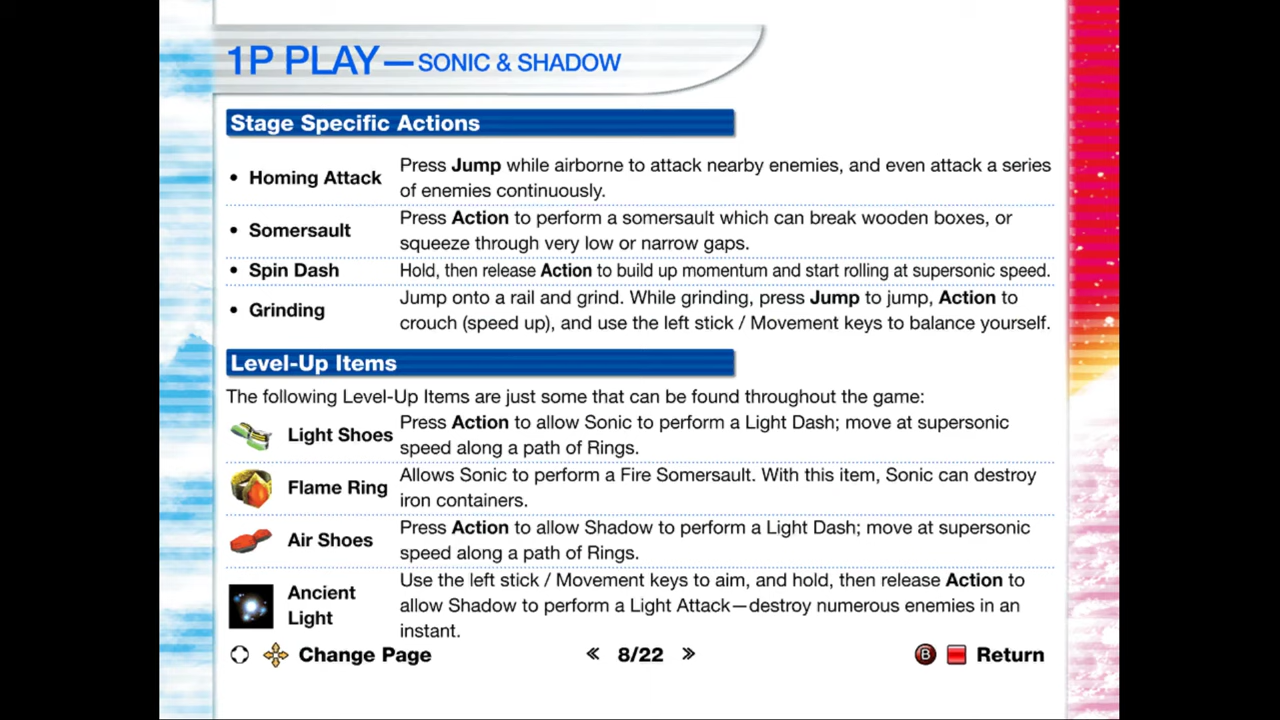 1P PLAY—SONIC & SHADOW
Stage Specific Actions
• Homing Attack
Press Jump while airborne to attack nearby enemies, and even attack a series
of enemies continuously.
• Somersault
Press Action to perform a somersault which can break wooden boxes, or
squeeze through very low or narrow gaps.
• Spin Dash
Hold, then release Action to build up momentum and start rolling at supersonic speed.
• Grinding
Jump onto a rail and grind. While grinding, press Jump to jump, Action to
crouch (speed up), and use the left stick / Movement keys to balance yourself.
Level-Up Items
The following Level-Up Items are just some that can be found throughout the game:
Light Shoes
Press Action to allow Sonic to perform a Light Dash; move at supersonic
speed along a path of Rings.
Flame Ring
Allows Sonic to perform a Fire Somersault. With this item, Sonic can destroy
iron containers.
Air Shoes
Press Action to allow Shadow to perform a Light Dash; move at supersonic
speed along a path of Rings.
Ancient
Light
Use the left stick / Movement keys to aim, and hold, then release Action to
allow Shadow to perform a Light Attack—destroy numerous enemies in an
instant.
Change Page
« 8/22 »
B Return